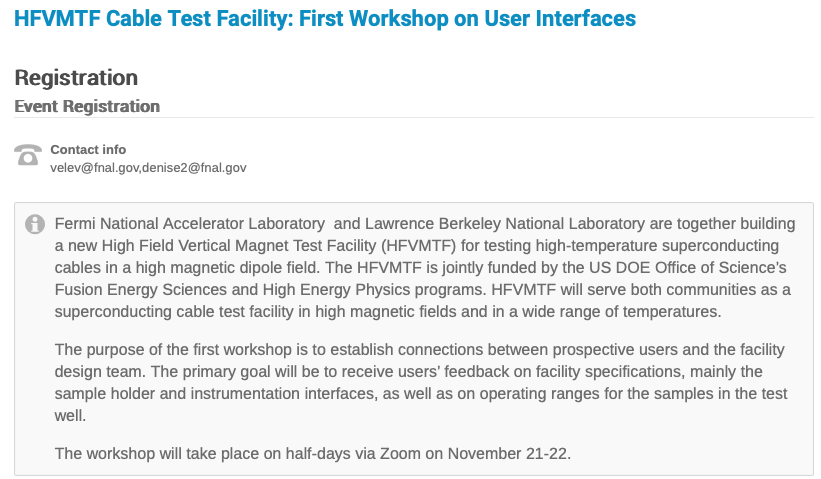 HFVMTF Cable Test Facility: First Workshop on User Interfaces
Registration
Event Registration
Contact info
velev@fnal.gov,denise2@fnal.gov
Fermi National Accelerator Laboratory  and Lawrence Berkeley National Laboratory are together building
a new High Field Vertical Magnet Test Facility (HFVMTF) for testing high-temperature superconducting
cables in a high magnetic dipole field. The HFVMTF is jointly funded by the US DOE Office of Science's
Fusion Energy Sciences and High Energy Physics programs. HFVMTF will serve both communities as a
superconducting cable test facility in high magnetic fields and in a wide range of temperatures.
The purpose of the first workshop is to establish connections between prospective users and the facility
design team. The primary goal will be to receive users' feedback on facility specifications, mainly the
sample holder and instrumentation interfaces, as well as on operating ranges for the samples in the test
well.
The workshop will take place on half-days via Zoom on November 21-22.